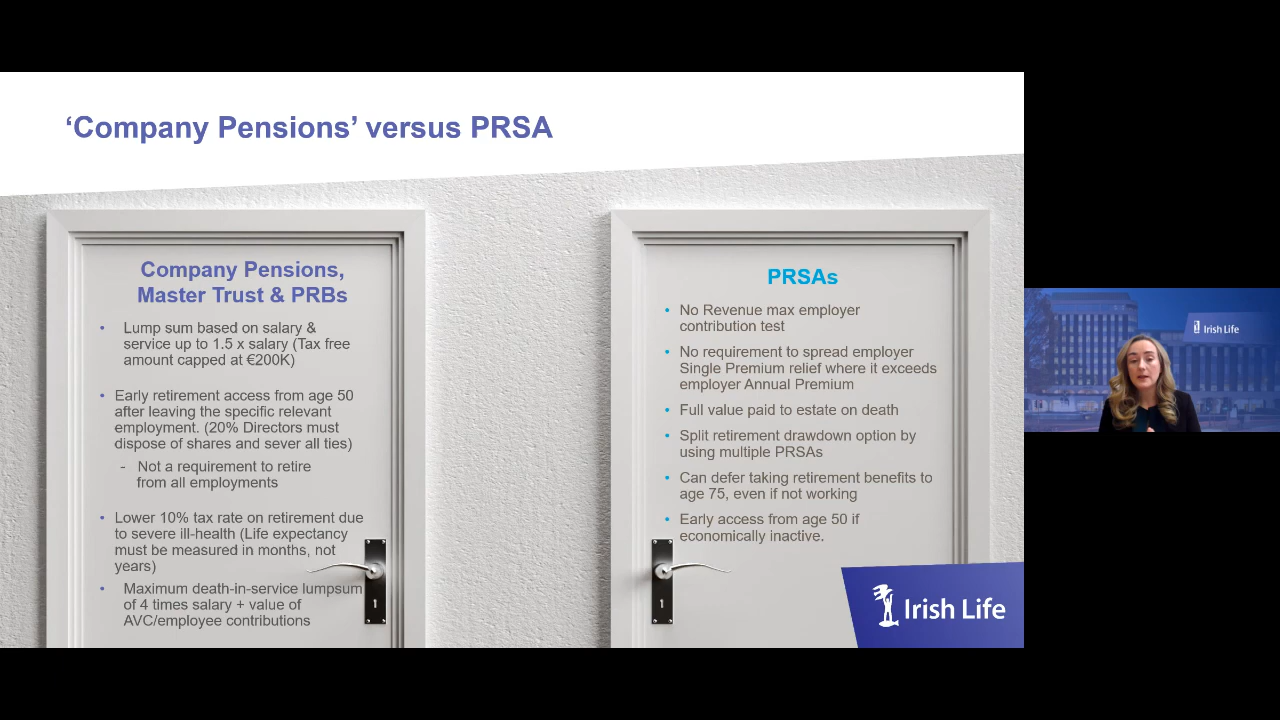 ‘Company Pensions’ versus PRSA
Company Pensions,
Master Trust & PRBs
• Lump sum based on salary &
service up to 1.5 x salary (Tax free
amount capped at €200K)
• Early retirement access from age 50
after leaving the specific relevant
employment. (20% Directors must
dispose of shares and sever all ties)
- Not a requirement to retire
from all employments
• Lower 10% tax rate on retirement due
to severe ill-health (Life expectancy
must be measured in months, not
years)
• Maximum death-in-service lumpsum
of 4 times salary + value of
AVC/employee contributions
PRSAs
• No Revenue max employer
contribution test
• No requirement to spread employer
Single Premium relief where it exceeds
employer Annual Premium
• Full value paid to estate on death
• Split retirement drawdown option by
using multiple PRSAs
• Can defer taking retirement benefits to
age 75, even if not working
• Early access from age 50 if
economically inactive.
Irish Life
Irish Life